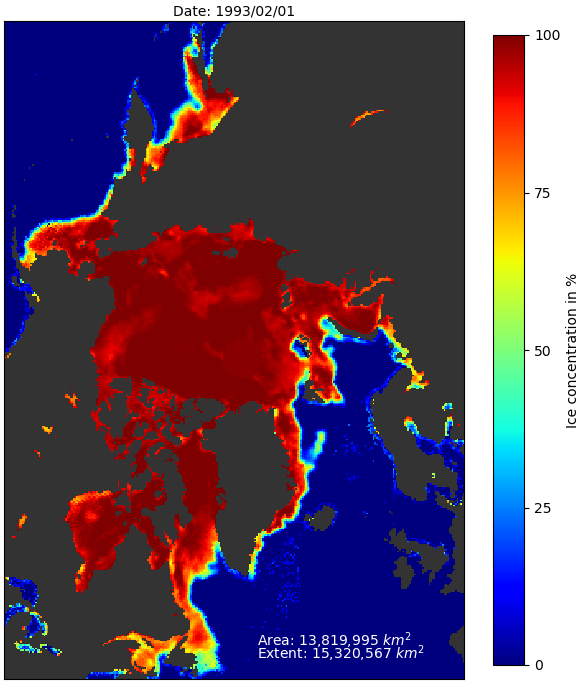 Date: 1993/02/01
100
75
50
25
0
Ice concentration in %
Area: 13,819,995 km²
Extent: 15,320,567 km²